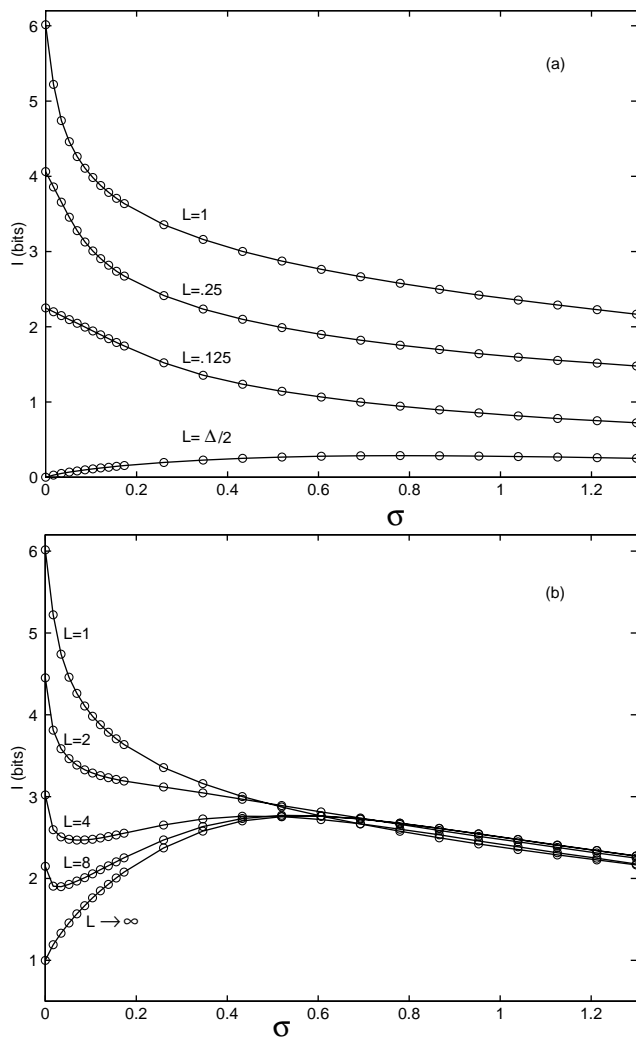 6
(a)
5
4
L=1
I (bits)
3
L=.25
2
L=.125
1
L= Δ/2
0
0 0.2 0.4 0.6 0.8 1 1.2
σ
6
(b)
5
L=1
4
L=2
I (bits)
3
L=4
L=8
2
L → ∞
1
0 0.2 0.4 0.6 0.8 1 1.2
σ